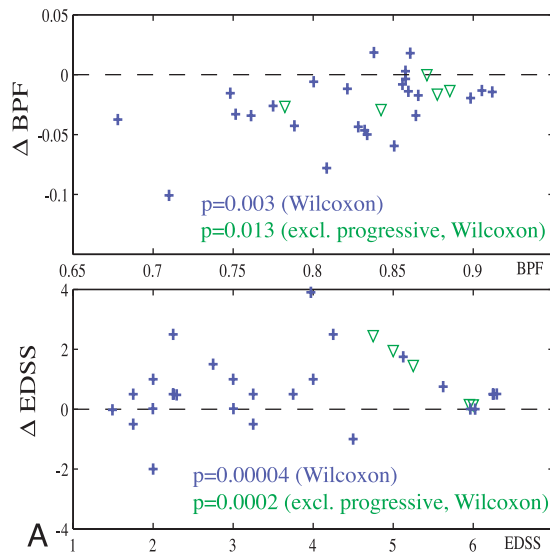 0.05
0
-0.05
-0.1
Δ BPF
p=0.003 (Wilcoxon)
p=0.013 (excl. progressive, Wilcoxon)
0.65 0.7 0.75 0.8 0.85 0.9 BPF
4
2
0
-2
-4
Δ EDSS
p=0.00004 (Wilcoxon)
p=0.0002 (excl. progressive, Wilcoxon)
A
1 2 3 4 5 6 EDSS